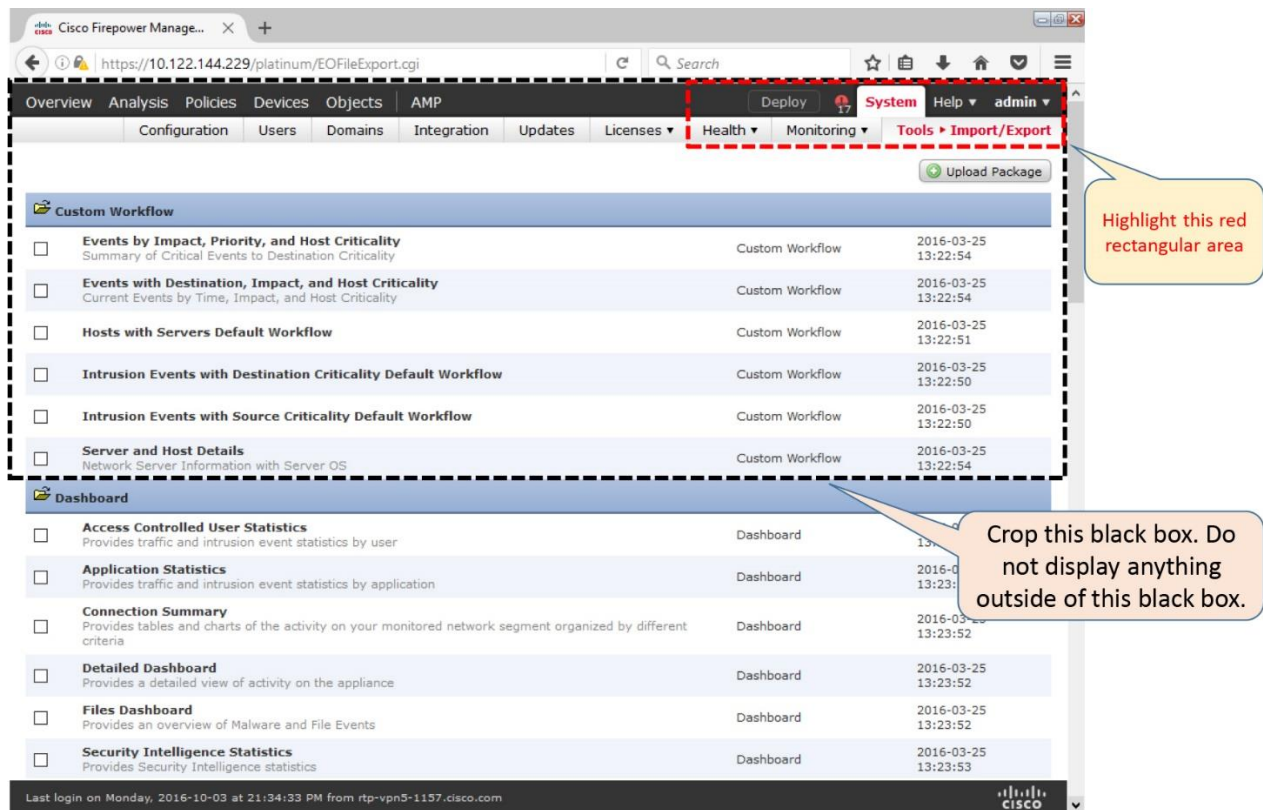 Cisco Firepower Manage...
https://10.122.144.229/platinum/EOFileExport.cgi
Search
Overview Analysis Policies Devices Objects AMP
Deploy 17 System Help admin
Configuration Users Domains Integration Updates Licenses Health Monitoring Tools Import/Export
Upload Package
Highlight this red
rectangular area
Custom Workflow
Events by Impact, Priority, and Host Criticality
Summary of Critical Events to Destination Criticality
Custom Workflow
2016-03-25
13:22:54
Events with Destination, Impact, and Host Criticality
Current Events by Time, Impact, and Host Criticality
Custom Workflow
2016-03-25
13:22:54
Hosts with Servers Default Workflow
Custom Workflow
2016-03-25
13:22:51
Intrusion Events with Destination Criticality Default Workflow
Custom Workflow
2016-03-25
13:22:50
Intrusion Events with Source Criticality Default Workflow
Custom Workflow
2016-03-25
13:22:50
Server and Host Details
Network Server Information with Server OS
Custom Workflow
2016-03-25
13:22:54
Dashboard
Access Controlled User Statistics
Provides traffic and intrusion event statistics by user
Dashboard
Crop this black box. Do
not display anything
outside of this black box.
Application Statistics
Provides traffic and intrusion event statistics by application
Dashboard
Connection Summary
Provides tables and charts of the activity on your monitored network segment organized by different
criteria
Dashboard
13:23:52
Detailed Dashboard
Provides a detailed view of activity on the appliance
Dashboard
2016-03-25
13:23:52
Files Dashboard
Provides an overview of Malware and File Events
Dashboard
2016-03-25
13:23:52
Security Intelligence Statistics
Provides Security Intelligence statistics
Dashboard
2016-03-25
13:23:53
Last login on Monday, 2016-10-03 at 21:34:33 PM from rtp-vpn5-1157.cisco.com
CISCO